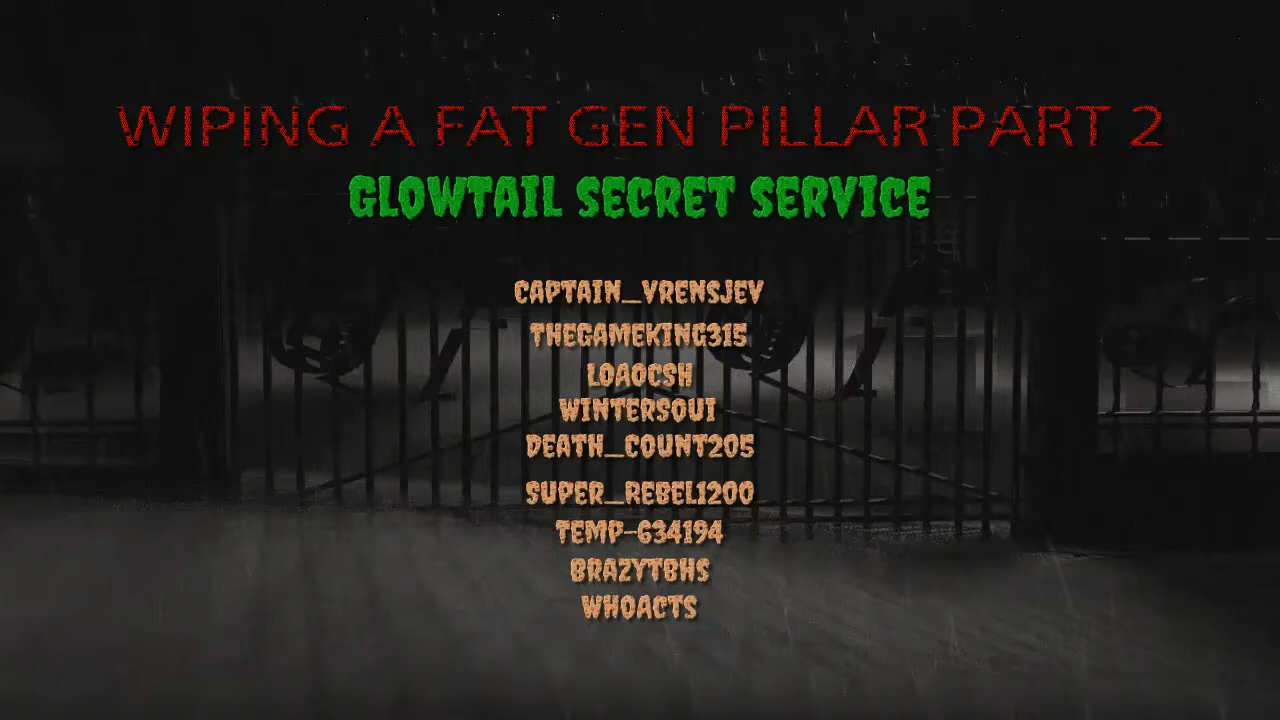 WIPING A FAT GEN PILLAR PART 2
GLOWTAIL SECRET SERVICE
CAPTAIN_VRENSJEV
THEGAMEKING315
LOAOCSH
WINTERSOUI
DEATH_COUNT205
SUPER_REBEL1200
TEMP-634194
BRAZYTBHS
WHOACTS